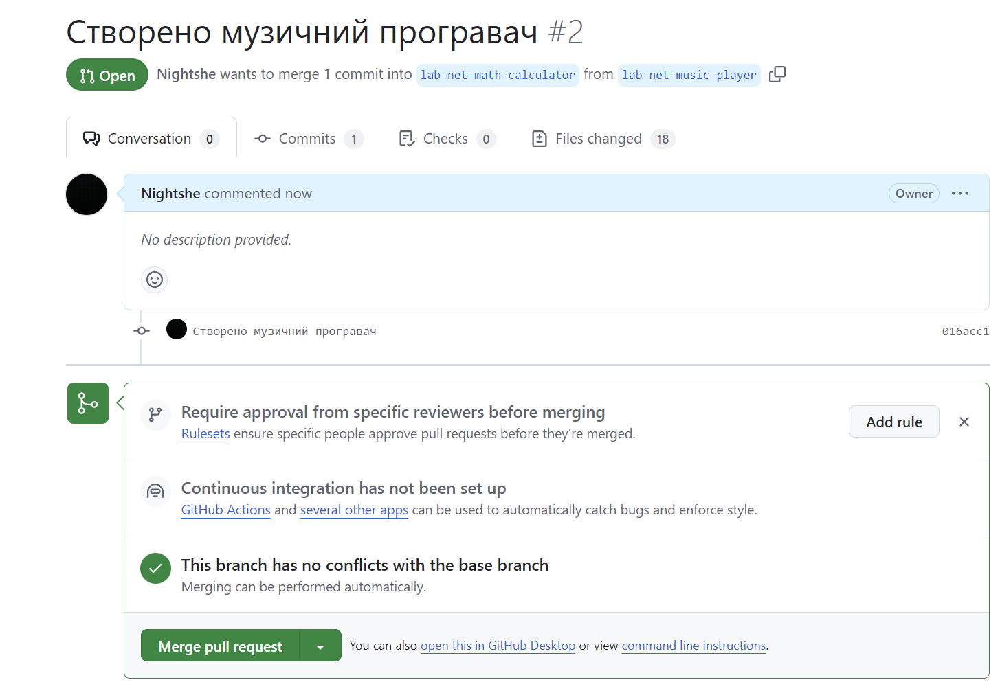 Створено музичний програвач #2
Open Nightshe wants to merge 1 commit into lab-net-math-calculator from lab-net-music-player
Conversation 0 Commits 1 Checks 0 Files changed 18
Nightshe commented now Owner
No description provided.
Створено музичний програвач 016acc1
Require approval from specific reviewers before merging
Rulesets ensure specific people approve pull requests before they're merged.
Add rule
Continuous integration has not been set up
GitHub Actions and several other apps can be used to automatically catch bugs and enforce style.
This branch has no conflicts with the base branch
Merging can be performed automatically.
Merge pull request You can also open this in GitHub Desktop or view command line instructions.